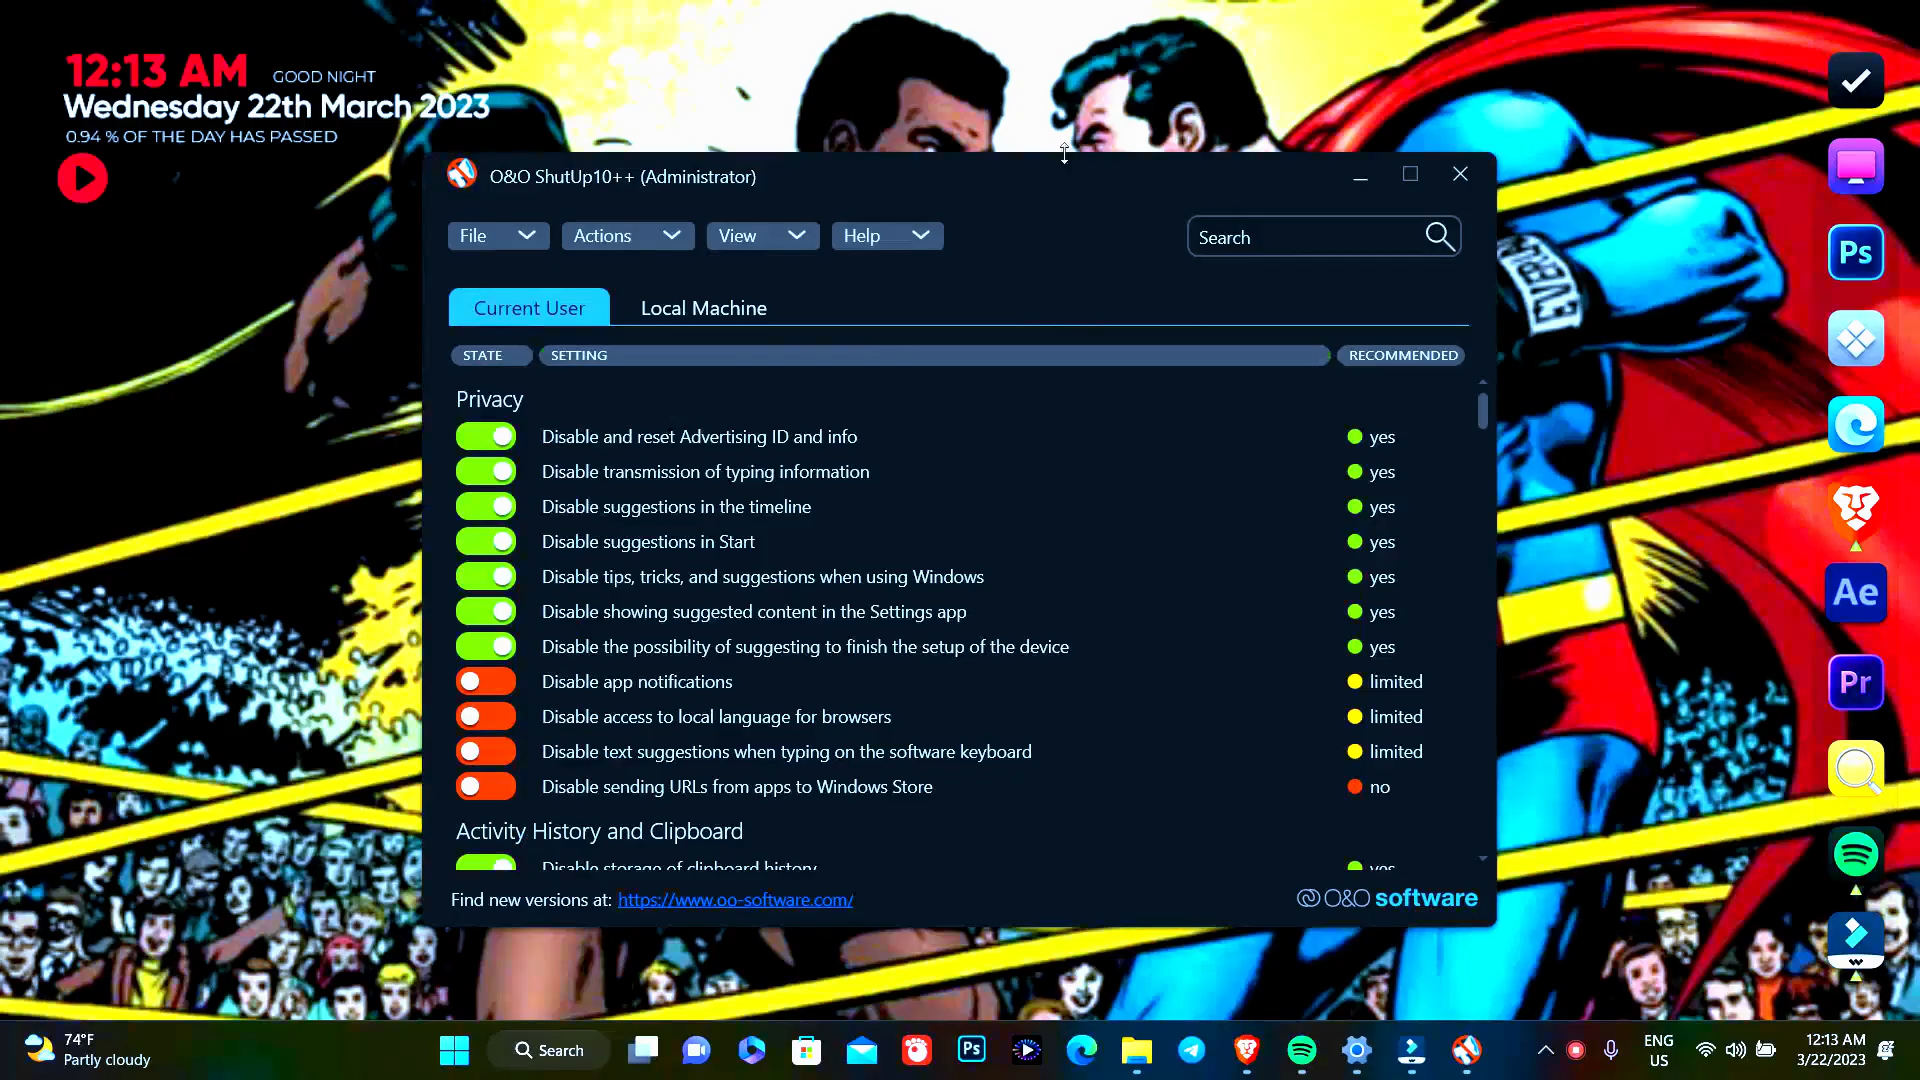 12:13 AM GOOD NIGHT
Wednesday 22th March 2023
0.94 % OF THE DAY HAS PASSED
O&O ShutUp10++ (Administrator)
File Actions View Help Search
Current User Local Machine
STATE SETTING RECOMMENDED
Privacy
Disable and reset Advertising ID and info yes
Disable transmission of typing information yes
Disable suggestions in the timeline yes
Disable suggestions in Start yes
Disable tips, tricks, and suggestions when using Windows yes
Disable showing suggested content in the Settings app yes
Disable the possibility of suggesting to finish the setup of the device yes
Disable app notifications limited
Disable access to local language for browsers limited
Disable text suggestions when typing on the software keyboard limited
Disable sending URLs from apps to Windows Store no
Activity History and Clipboard
Disable storage of clipboard history yes
Find new versions at: https://www.oo-software.com/
O&O software
Ps
Ae
Pr
74°F
Partly cloudy
Search
Ps
ENG
US
12:13 AM
3/22/2023